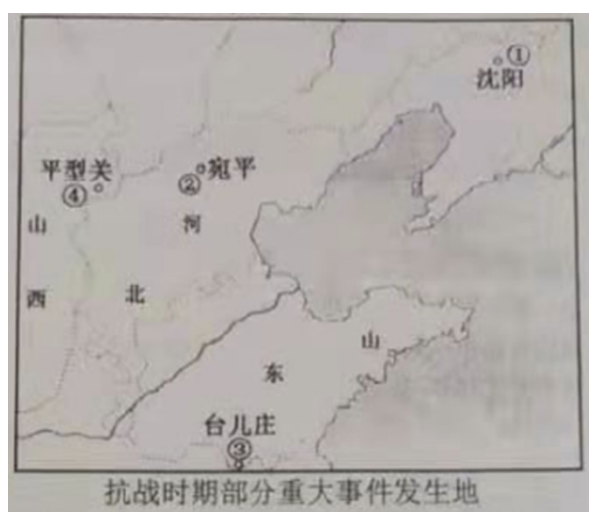 ①
沈阳
平型关
④
宛平
②
山
西
河
北
山
东
台儿庄
③
抗战时期部分重大事件发生地